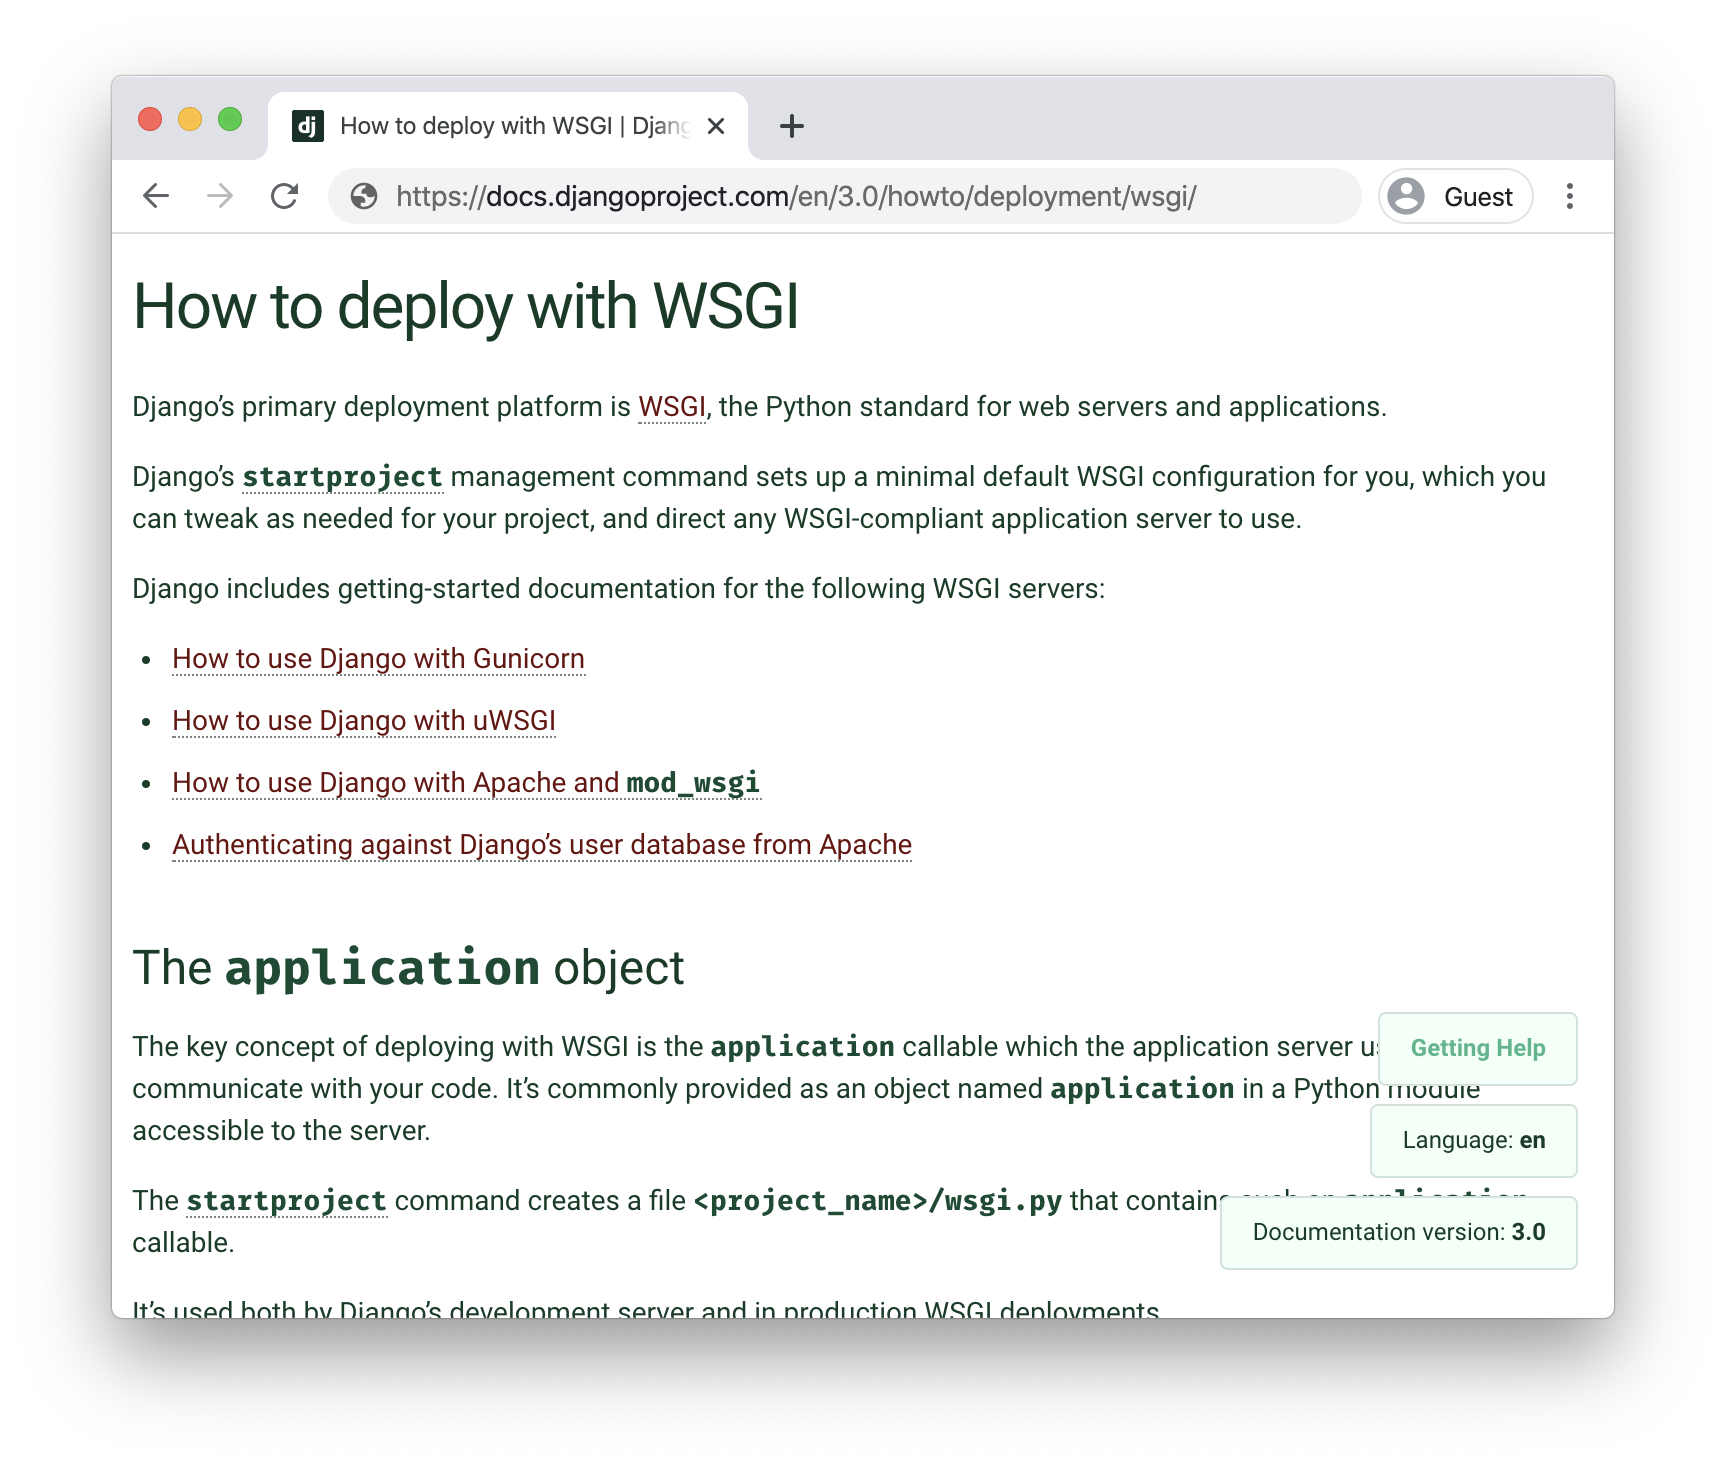 dj How to deploy with WSGI | Djang
https://docs.djangoproject.com/en/3.0/howto/deployment/wsgi/ Guest
How to deploy with WSGI
Django’s primary deployment platform is WSGI, the Python standard for web servers and applications.
Django’s startproject management command sets up a minimal default WSGI configuration for you, which you
can tweak as needed for your project, and direct any WSGI-compliant application server to use.
Django includes getting-started documentation for the following WSGI servers:
• How to use Django with Gunicorn
• How to use Django with uWSGI
• How to use Django with Apache and mod_wsgi
• Authenticating against Django’s user database from Apache
The application object
The key concept of deploying with WSGI is the application callable which the application server
Getting Help
communicate with your code. It’s commonly provided as an object named application in a Python module
accessible to the server.
Language: en
The startproject command creates a file <project_name>/wsgi.py that contains such an application
Documentation version: 3.0
callable.
It’s used both by Django’s development server and in production WSGI deployments.